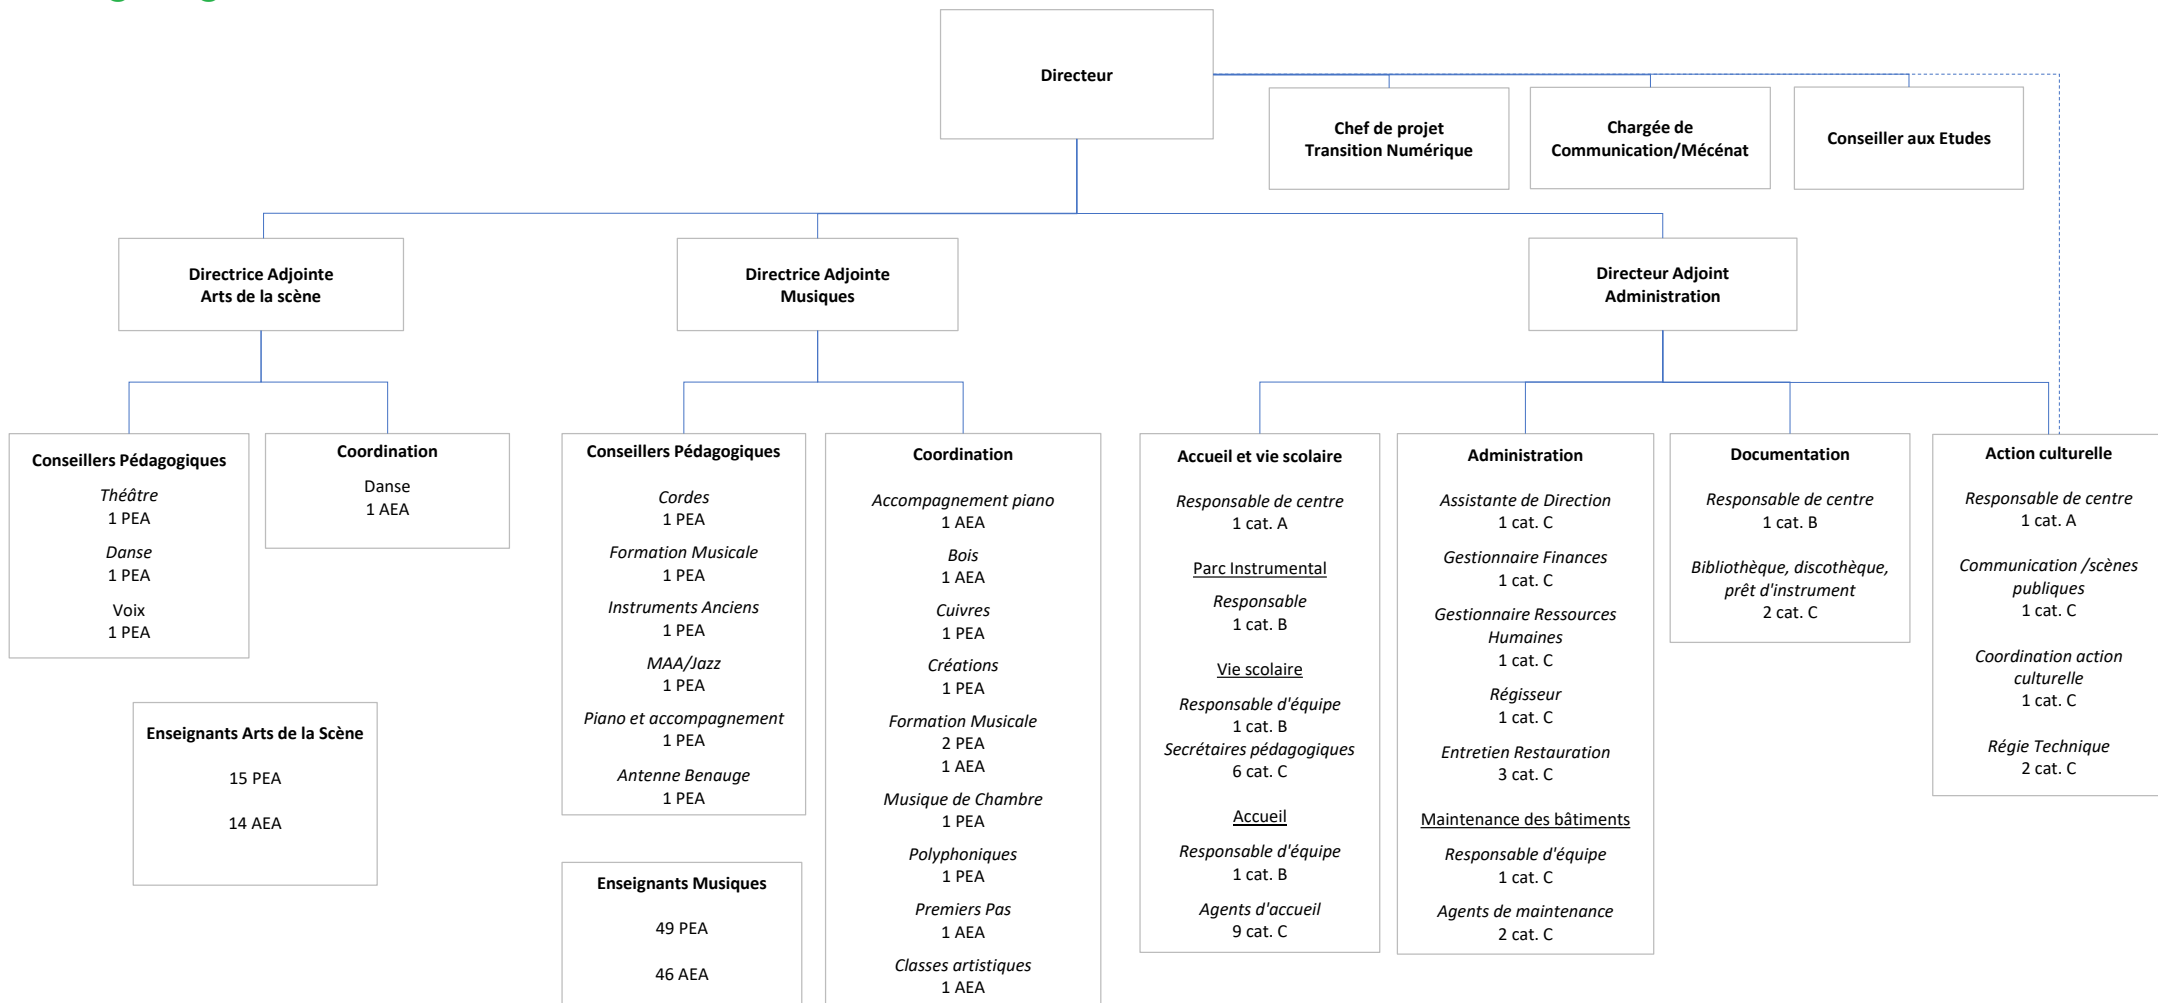 Directeur
Chef de projet
Transition Numérique
Chargée de
Communication/Mécénat
Conseiller aux Etudes
Directrice Adjointe
Arts de la scène
Directrice Adjointe
Musiques
Directeur Adjoint
Administration
Conseillers Pédagogiques
Théâtre
1 PEA
Danse
1 PEA
Voix
1 PEA
Coordination
Danse
1 AEA
Enseignants Arts de la Scène
15 PEA
14 AEA
Conseillers Pédagogiques
Cordes
1 PEA
Formation Musicale
1 PEA
Instruments Anciens
1 PEA
MAA/Jazz
1 PEA
Piano et accompagnement
1 PEA
Antenne Benauge
1 PEA
Enseignants Musiques
49 PEA
46 AEA
Coordination
Accompagnement piano
1 AEA
Bois
1 AEA
Cuivres
1 PEA
Créations
1 PEA
Formation Musicale
2 PEA
1 AEA
Musique de Chambre
1 PEA
Polyphoniques
1 PEA
Premiers Pas
1 AEA
Classes artistiques
1 AEA
Accueil et vie scolaire
Responsable de centre
1 cat. A
Parc Instrumental
Responsable
1 cat. B
Vie scolaire
Responsable d'équipe
1 cat. B
Secrétaires pédagogiques
6 cat. C
Accueil
Responsable d'équipe
1 cat. B
Agents d'accueil
9 cat. C
Administration
Assistante de Direction
1 cat. C
Gestionnaire Finances
1 cat. C
Gestionnaire Ressources
Humaines
1 cat. C
Régisseur
1 cat. C
Entretien Restauration
3 cat. C
Maintenance des bâtiments
Responsable d'équipe
1 cat. C
Agents de maintenance
2 cat. C
Documentation
Responsable de centre
1 cat. B
Bibliothèque, discothèque,
prêt d'instrument
2 cat. C
Action culturelle
Responsable de centre
1 cat. A
Communication /scènes
publiques
1 cat. C
Coordination action
culturelle
1 cat. C
Régie Technique
2 cat. C